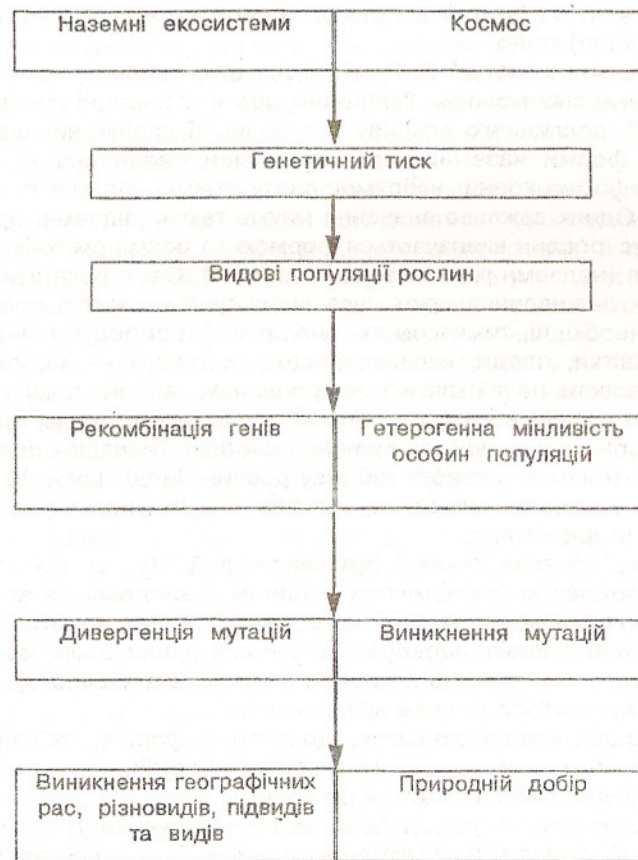 Наземні екосистеми
Космос
Генетичний тиск
Видові популяції рослин
Рекомбінація генів
Гетерогенна мінливість
особин популяцій
Дивергенція мутацій
Виникнення мутацій
Виникнення географічних
рас, різновидів, підвидів
та видів
Природній добір